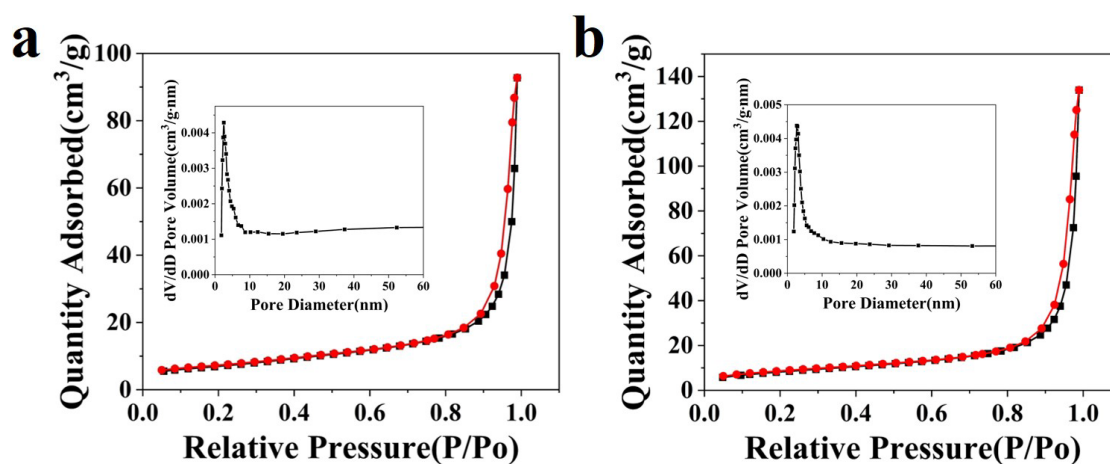 a
Quantity Adsorbed(cm³/g)
100
80
60
40
20
0
0.0 0.2 0.4 0.6 0.8 1.0
Relative Pressure(P/Po)
dV/dD Pore Volume(cm³/g·nm)
0.004
0.003
0.002
0.001
0.000
0 10 20 30 40 50 60
Pore Diameter(nm)
b
Quantity Adsorbed(cm³/g)
140
120
100
80
60
40
20
0
0.0 0.2 0.4 0.6 0.8 1.0
Relative Pressure(P/Po)
dV/dD Pore Volume(cm³/g·nm)
0.005
0.004
0.003
0.002
0.001
0.000
0 10 20 30 40 50 60
Pore Diameter(nm)